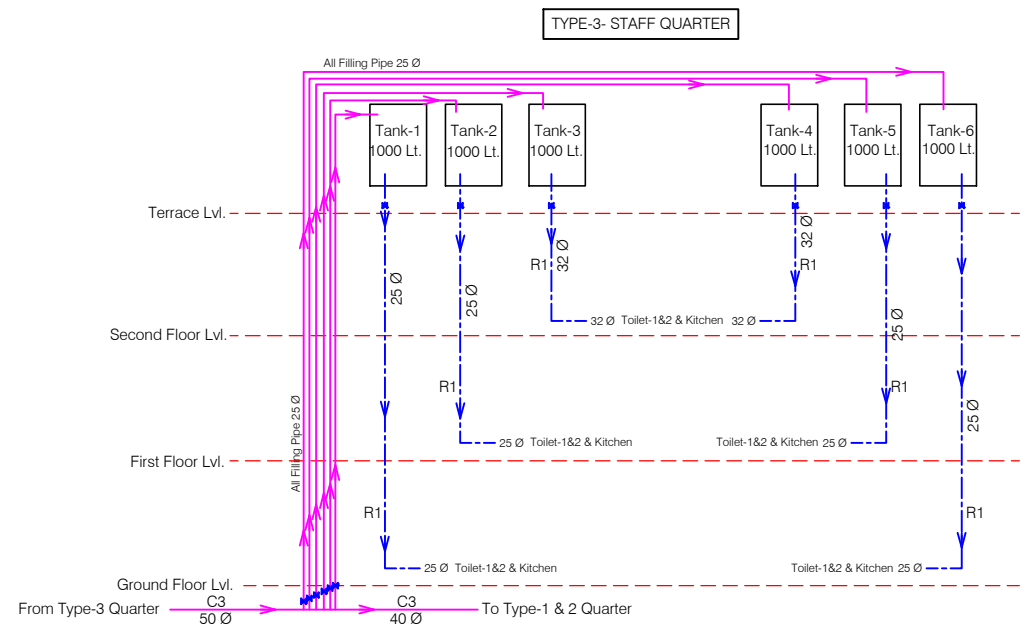 TYPE-3- STAFF QUARTER
All Filling Pipe 25 Ø
Tank-1
1000 Lt.
Tank-2
1000 Lt.
Tank-3
1000 Lt.
Tank-4
1000 Lt.
Tank-5
1000 Lt.
Tank-6
1000 Lt.
Terrace Lvl.
25 Ø
25 Ø
R1
32 Ø
32 Ø
R1
32 Ø Toilet-1&2 & Kitchen 32 Ø
Second Floor Lvl.
25 Ø
R1
R1
25 Ø
All Filling Pipe 25 Ø
25 Ø Toilet-1&2 & Kitchen
Toilet-1&2 & Kitchen 25 Ø
First Floor Lvl.
R1
R1
25 Ø Toilet-1&2 & Kitchen
Toilet-1&2 & Kitchen 25 Ø
Ground Floor Lvl.
From Type-3 Quarter
C3
50 Ø
C3
40 Ø
To Type-1 & 2 Quarter